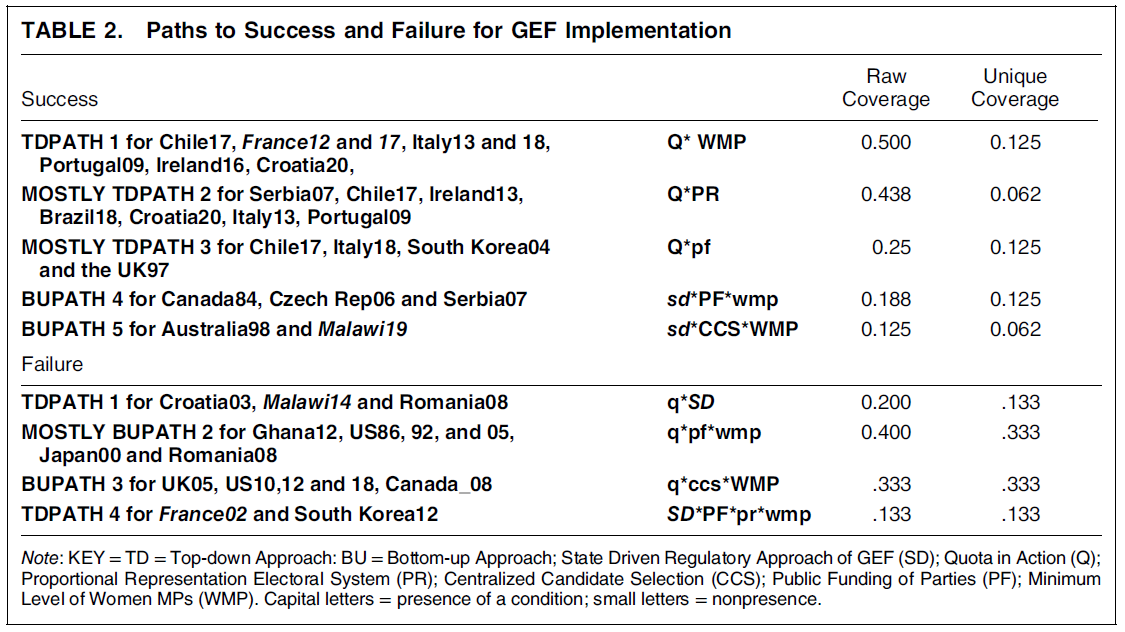 TABLE 2. Paths to Success and Failure for GEF Implementation
Success Raw Coverage Unique Coverage
TDPATH 1 for Chile17, France12 and 17, Italy13 and 18, Q* WMP 0.500 0.125
Portugal09, Ireland16, Croatia20,
MOSTLY TDPATH 2 for Serbia07, Chile17, Ireland13, Q*PR 0.438 0.062
Brazil18, Croatia20, Italy13, Portugal09
MOSTLY TDPATH 3 for Chile17, Italy18, South Korea04 Q*pf 0.25 0.125
and the UK97
BUPATH 4 for Canada84, Czech Rep06 and Serbia07 sd*PF*wmp 0.188 0.125
BUPATH 5 for Australia98 and Malawi19 sd*CCS*WMP 0.125 0.062
Failure
TDPATH 1 for Croatia03, Malawi14 and Romania08 q*SD 0.200 .133
MOSTLY BUPATH 2 for Ghana12, US86, 92, and 05, q*pf*wmp 0.400 .333
Japan00 and Romania08
BUPATH 3 for UK05, US10,12 and 18, Canada_08 q*ccs*WMP .333 .333
TDPATH 4 for France02 and South Korea12 SD*PF*pr*wmp .133 .133
Note: KEY = TD = Top-down Approach: BU = Bottom-up Approach; State Driven Regulatory Approach of GEF (SD); Quota in Action (Q);
Proportional Representation Electoral System (PR); Centralized Candidate Selection (CCS); Public Funding of Parties (PF); Minimum
Level of Women MPs (WMP). Capital letters = presence of a condition; small letters = nonpresence.